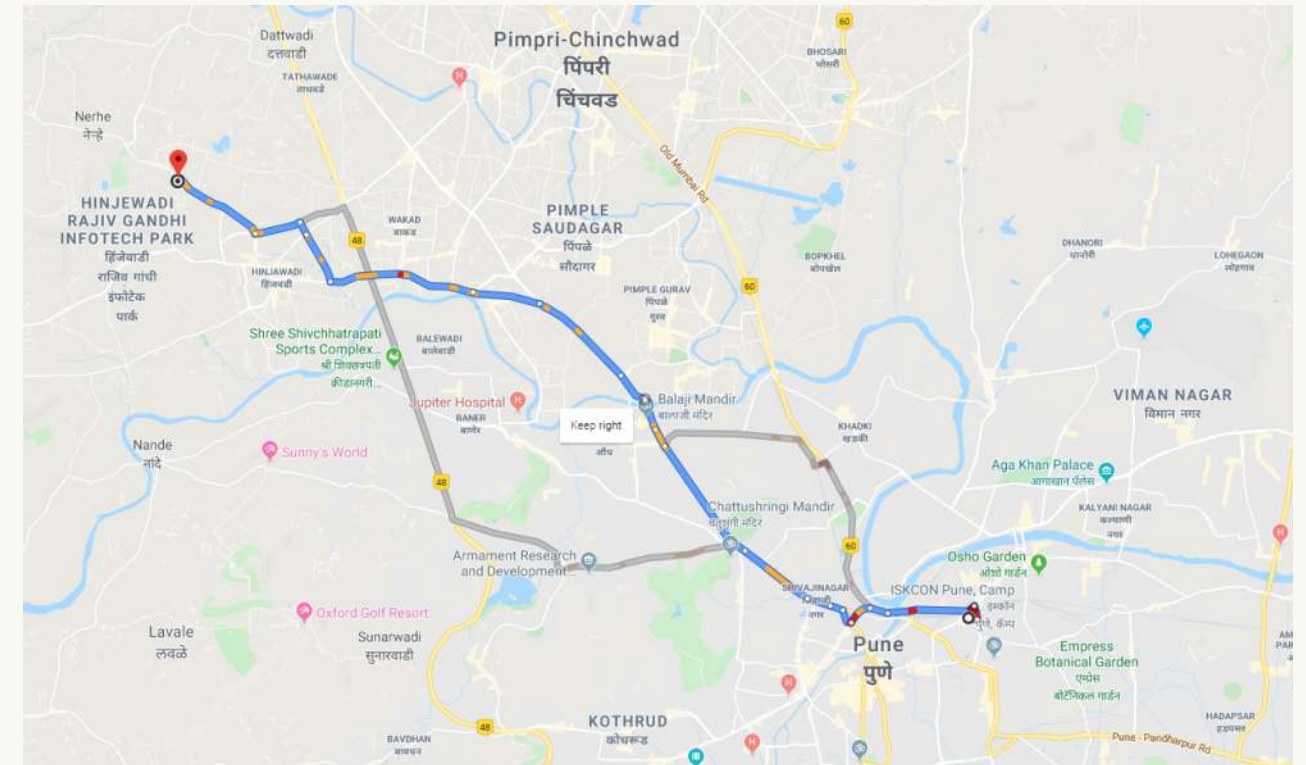 60
Dattwadi
दत्तवाडी
Pimpri-Chinchwad
पिंपरी
चिंचवड
BHOSARI
भोसरी
TATHAWADE
ताथवडे
H
Nerhe
नेऱ्हे
Old Mumbai Rd
HINJEWADI
RAJIV GANDHI
INFOTECH PARK
हिंजेवाडी
राजिव गांधी
इंफोटेक
पार्क
WAKAD
वाकड
48
PIMPLE
SAUDAGAR
पिंपळे
सौदागर
DHANORI
धानोरी
LOHEGAON
BOPKHEL
बोपखेल
HINJAWADI
हिंजवडी
60
PIMPLE GURAV
पिंपळे
गुरव
Shree Shivchhatrapati
Sports Complex...
श्री शिवछत्रपती
क्रीडानगरी...
BALEWADI
बालेवाडी
Jupiter Hospital
H
BANER
बाणेर
Balaji Mandir
बालाजी मंदिर
Keep right
औंध
VIMAN NAGAR
विमान नगर
KHADKI
खडकी
Nande
नांदे
Sunny's World
48
Aga Khan Palace
आगाखान पॅलेस
Chattushringi Mandir
चतुःशृंगी मंदिर
KALYANI NAGAR
कल्याणी
नगर
H
60
Armament Research
and Development...
Osho Garden
ओशो गार्डन
SHIVAJINAGAR
शिवाजी
नगर
ISKCON Pune, Camp
इस्कॉन
पुणे, कॅम्प
Oxford Golf Resort
Lavale
लवळे
Sunarwadi
सुनारवाडी
Pune
पुणे
Empress
Botanical Garden
एम्प्रेस
बोटॅनिकल गार्डन
H
48
KOTHRUD
कोथरूड
HADAPSAR
हडपसर
BAVDHAN
बावधन
H
Pune - Pandharpur Rd